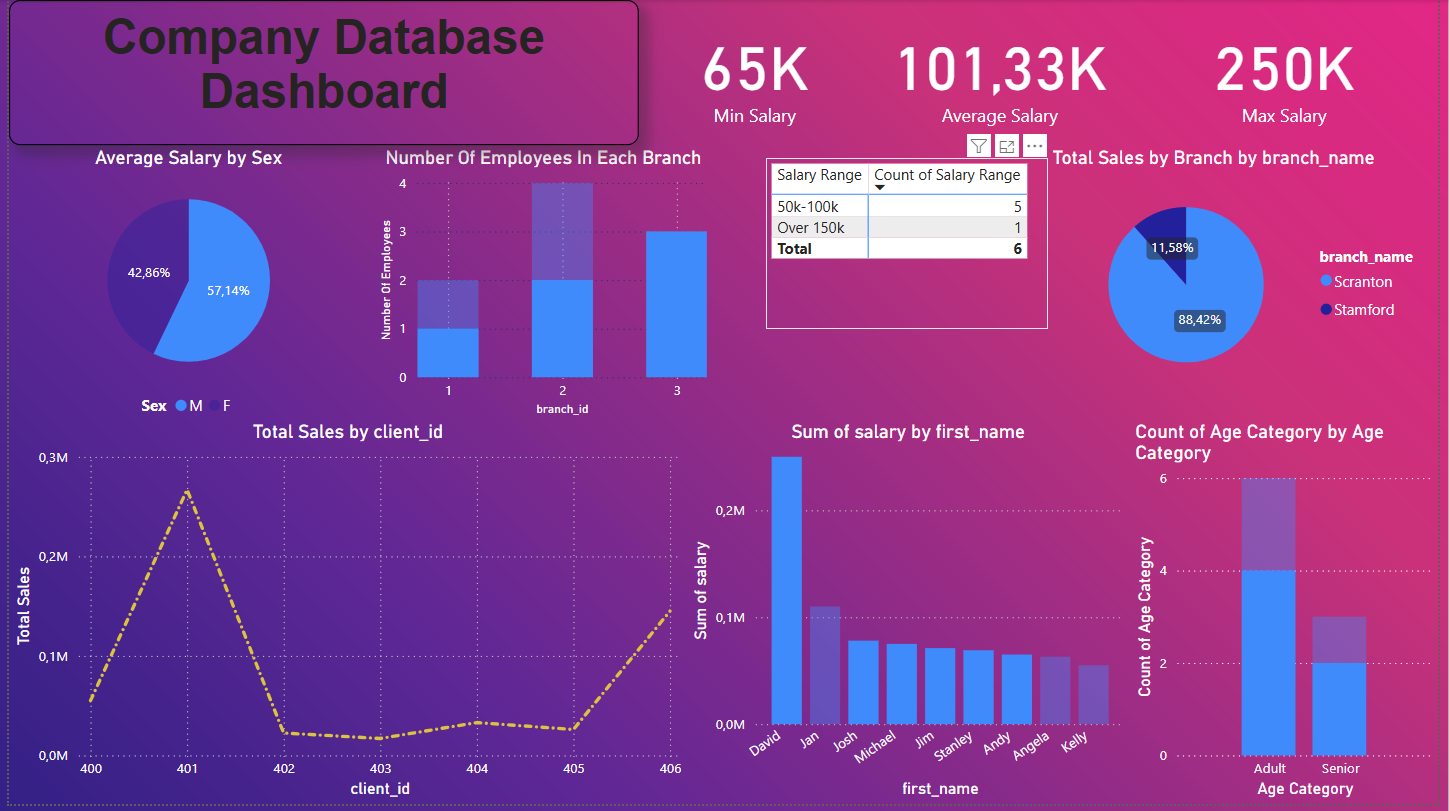 Company Database
Dashboard
65K
Min Salary
101,33K
Average Salary
250K
Max Salary
Average Salary by Sex
42,86%
57,14%
Sex M F
Number Of Employees In Each Branch
Number Of Employees
4
3
2
1
0
1 2 3
branch_id
Salary Range Count of Salary Range
50k-100k 5
Over 150k 1
Total 6
Total Sales by Branch by branch_name
11,58%
88,42%
branch_name
Scranton
Stamford
Total Sales by client_id
Total Sales
0,3M
0,2M
0,1M
0,0M
400 401 402 403 404 405 406
client_id
Sum of salary by first_name
Sum of salary
0,2M
0,1M
0,0M
David Jan Josh Michael Jim Stanley Andy Angela Kelly
first_name
Count of Age Category by Age
Category
Count of Age Category
6
4
2
0
Adult Senior
Age Category